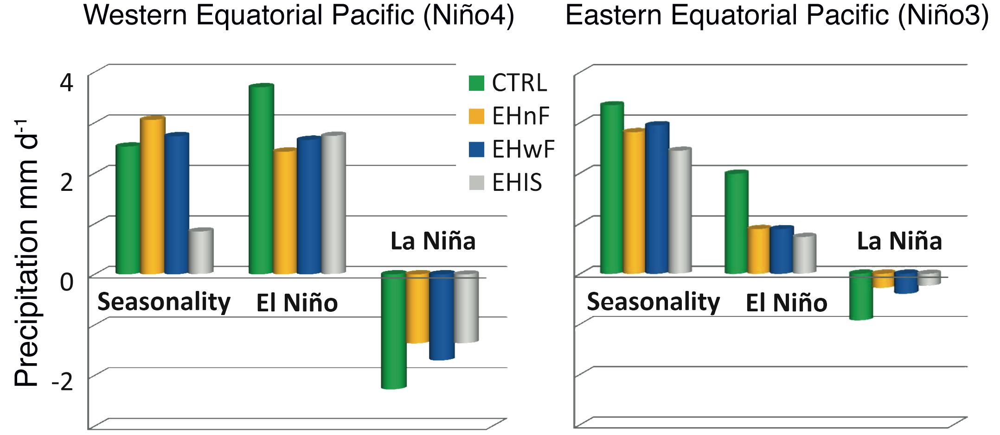 Western Equatorial Pacific (Niño4)
Eastern Equatorial Pacific (Niño3)
Precipitation mm d-1
4
2
0
-2
CTRL
EHnF
EHwF
EHIS
Seasonality
El Niño
La Niña
Seasonality
El Niño
La Niña